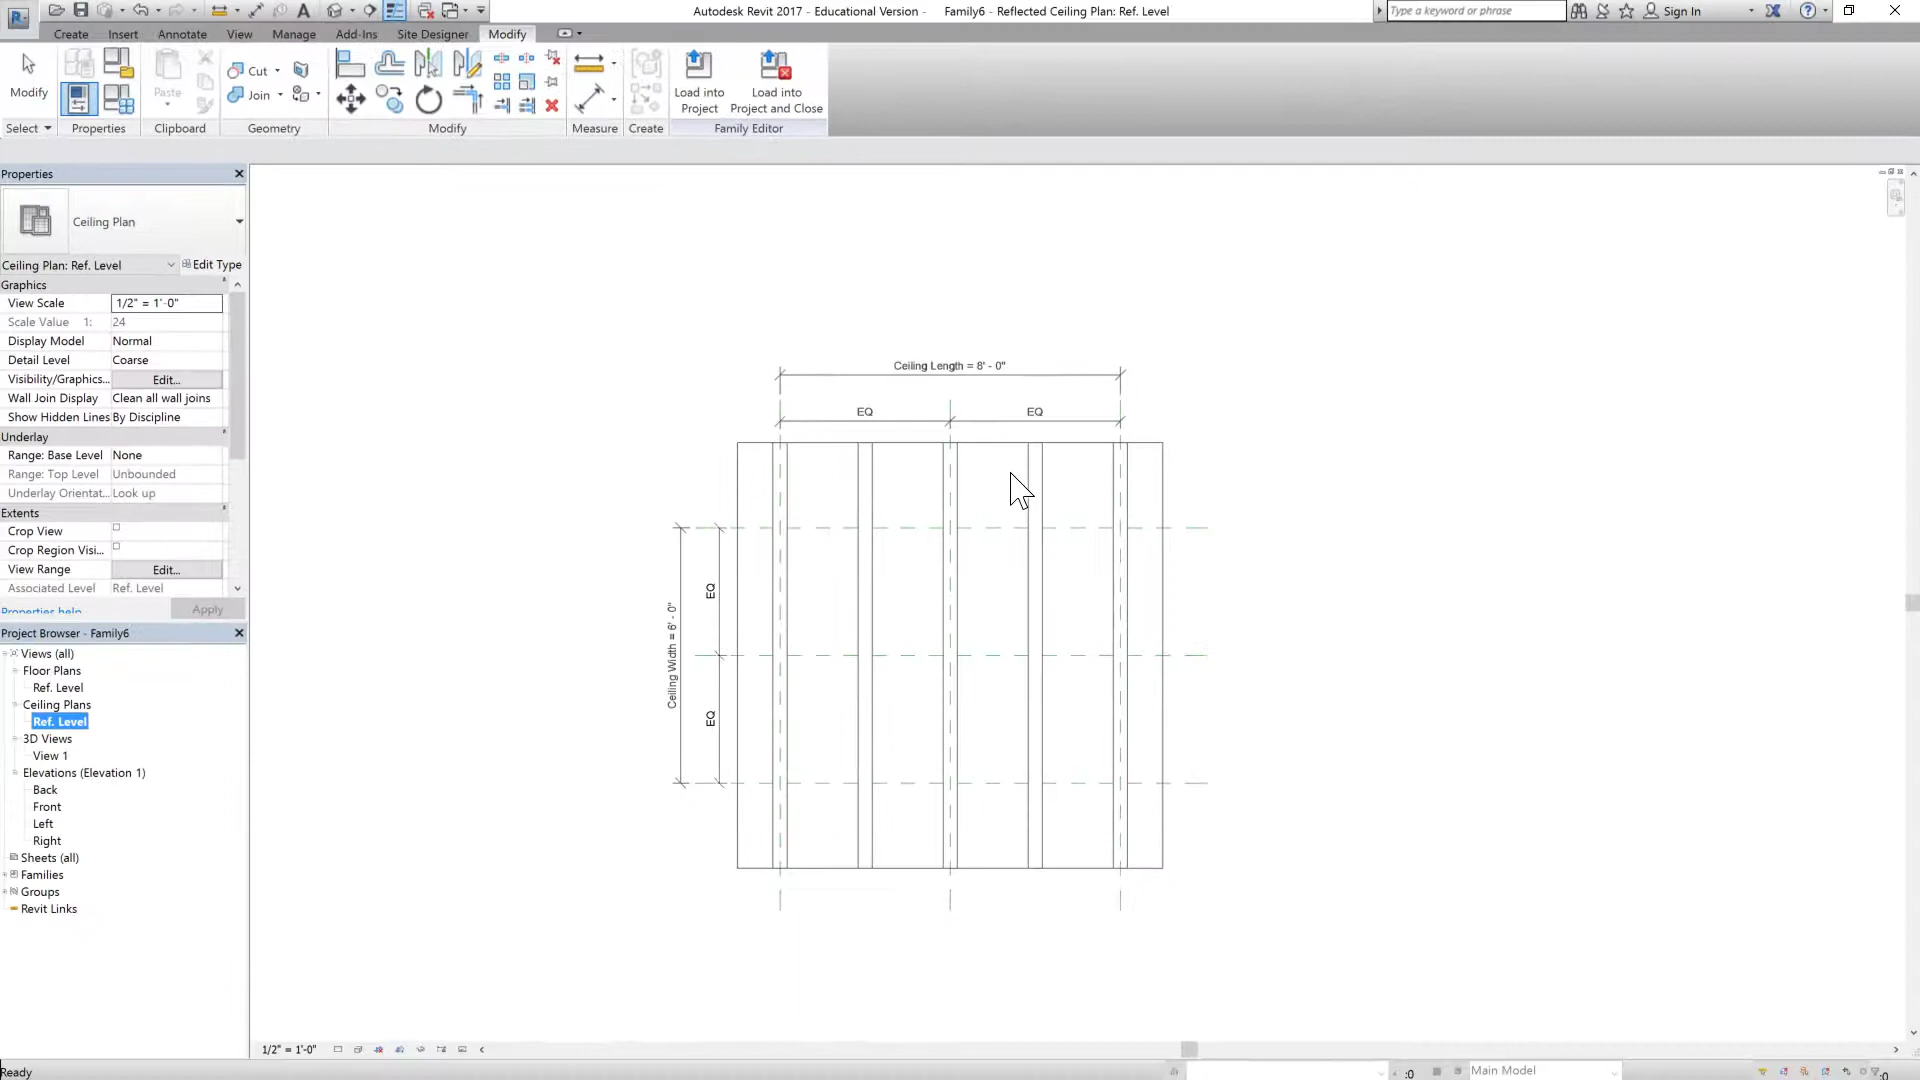 Autodesk Revit 2017 - Educational Version - Family6 - Reflected Ceiling Plan: Ref. Level
Type a keyword or phrase
Sign In
Create Insert Annotate View Manage Add-Ins Site Designer Modify
Modify
Paste
Cut
Join
Load into Project
Load into Project and Close
Select Properties Clipboard Geometry Modify Measure Create Family Editor
Properties
Ceiling Plan
Ceiling Plan: Ref. Level Edit Type
Graphics
View Scale 1/2" = 1'-0"
Scale Value 1: 24
Display Model Normal
Detail Level Coarse
Visibility/Graphics... Edit...
Wall Join Display Clean all wall joins
Show Hidden Lines By Discipline
Underlay
Range: Base Level None
Range: Top Level Unbounded
Underlay Orientat... Look up
Extents
Crop View
Crop Region Visi...
View Range Edit...
Associated Level Ref. Level
Properties help Apply
Project Browser - Family6
Views (all)
Floor Plans
Ref. Level
Ceiling Plans
Ref. Level
3D Views
View 1
Elevations (Elevation 1)
Back
Front
Left
Right
Sheets (all)
Families
Groups
Revit Links
Ceiling Length = 8' - 0"
EQ EQ
Ceiling Width = 6' - 0"
EQ
EQ
1/2" = 1'-0"
Ready
:0
Main Model
:0